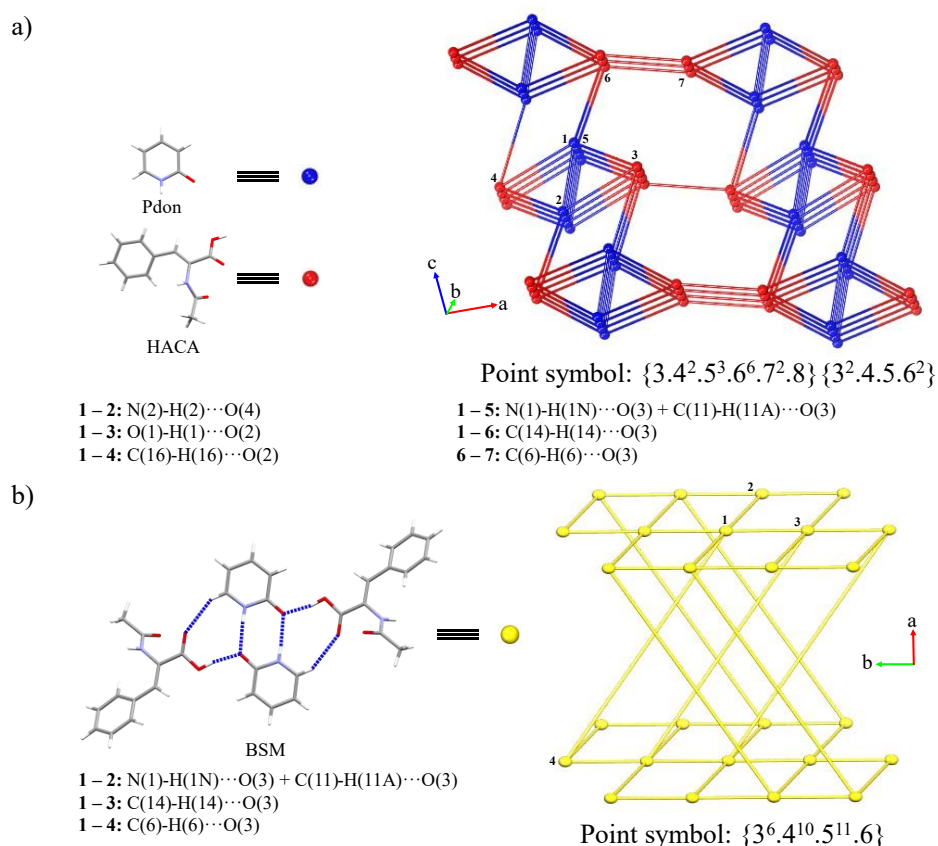 a)
Pdon
HACA
6
7
1
5
3
4
2
c
b
a
Point symbol: {3.4².5³.6⁶.7².8}{3².4.5.6²}
1 – 2: N(2)-H(2)···O(4)
1 – 3: O(1)-H(1)···O(2)
1 – 4: C(16)-H(16)···O(2)
1 – 5: N(1)-H(1N)···O(3) + C(11)-H(11A)···O(3)
1 – 6: C(14)-H(14)···O(3)
6 – 7: C(6)-H(6)···O(3)
b)
2
1
3
4
a
b
BSM
1 – 2: N(1)-H(1N)···O(3) + C(11)-H(11A)···O(3)
1 – 3: C(14)-H(14)···O(3)
1 – 4: C(6)-H(6)···O(3)
Point symbol: {3⁶.4¹⁰.5¹¹.6}